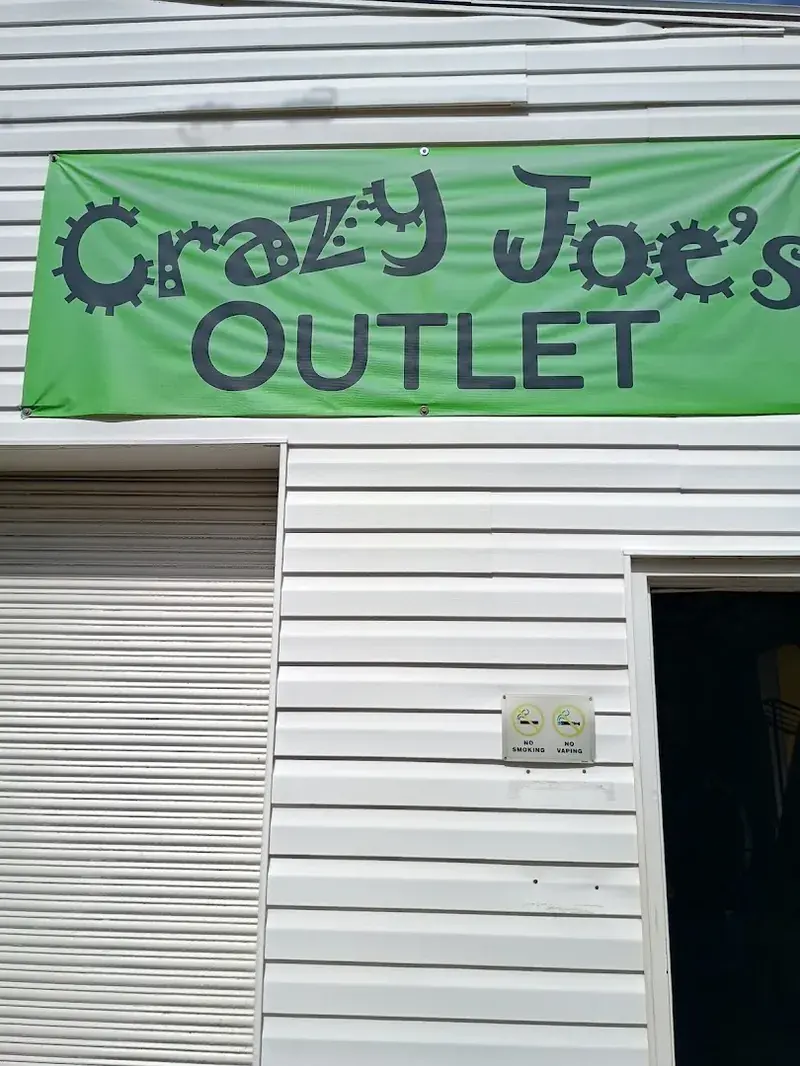 Crazy Joe's
OUTLET
NO SMOKING
NO VAPING